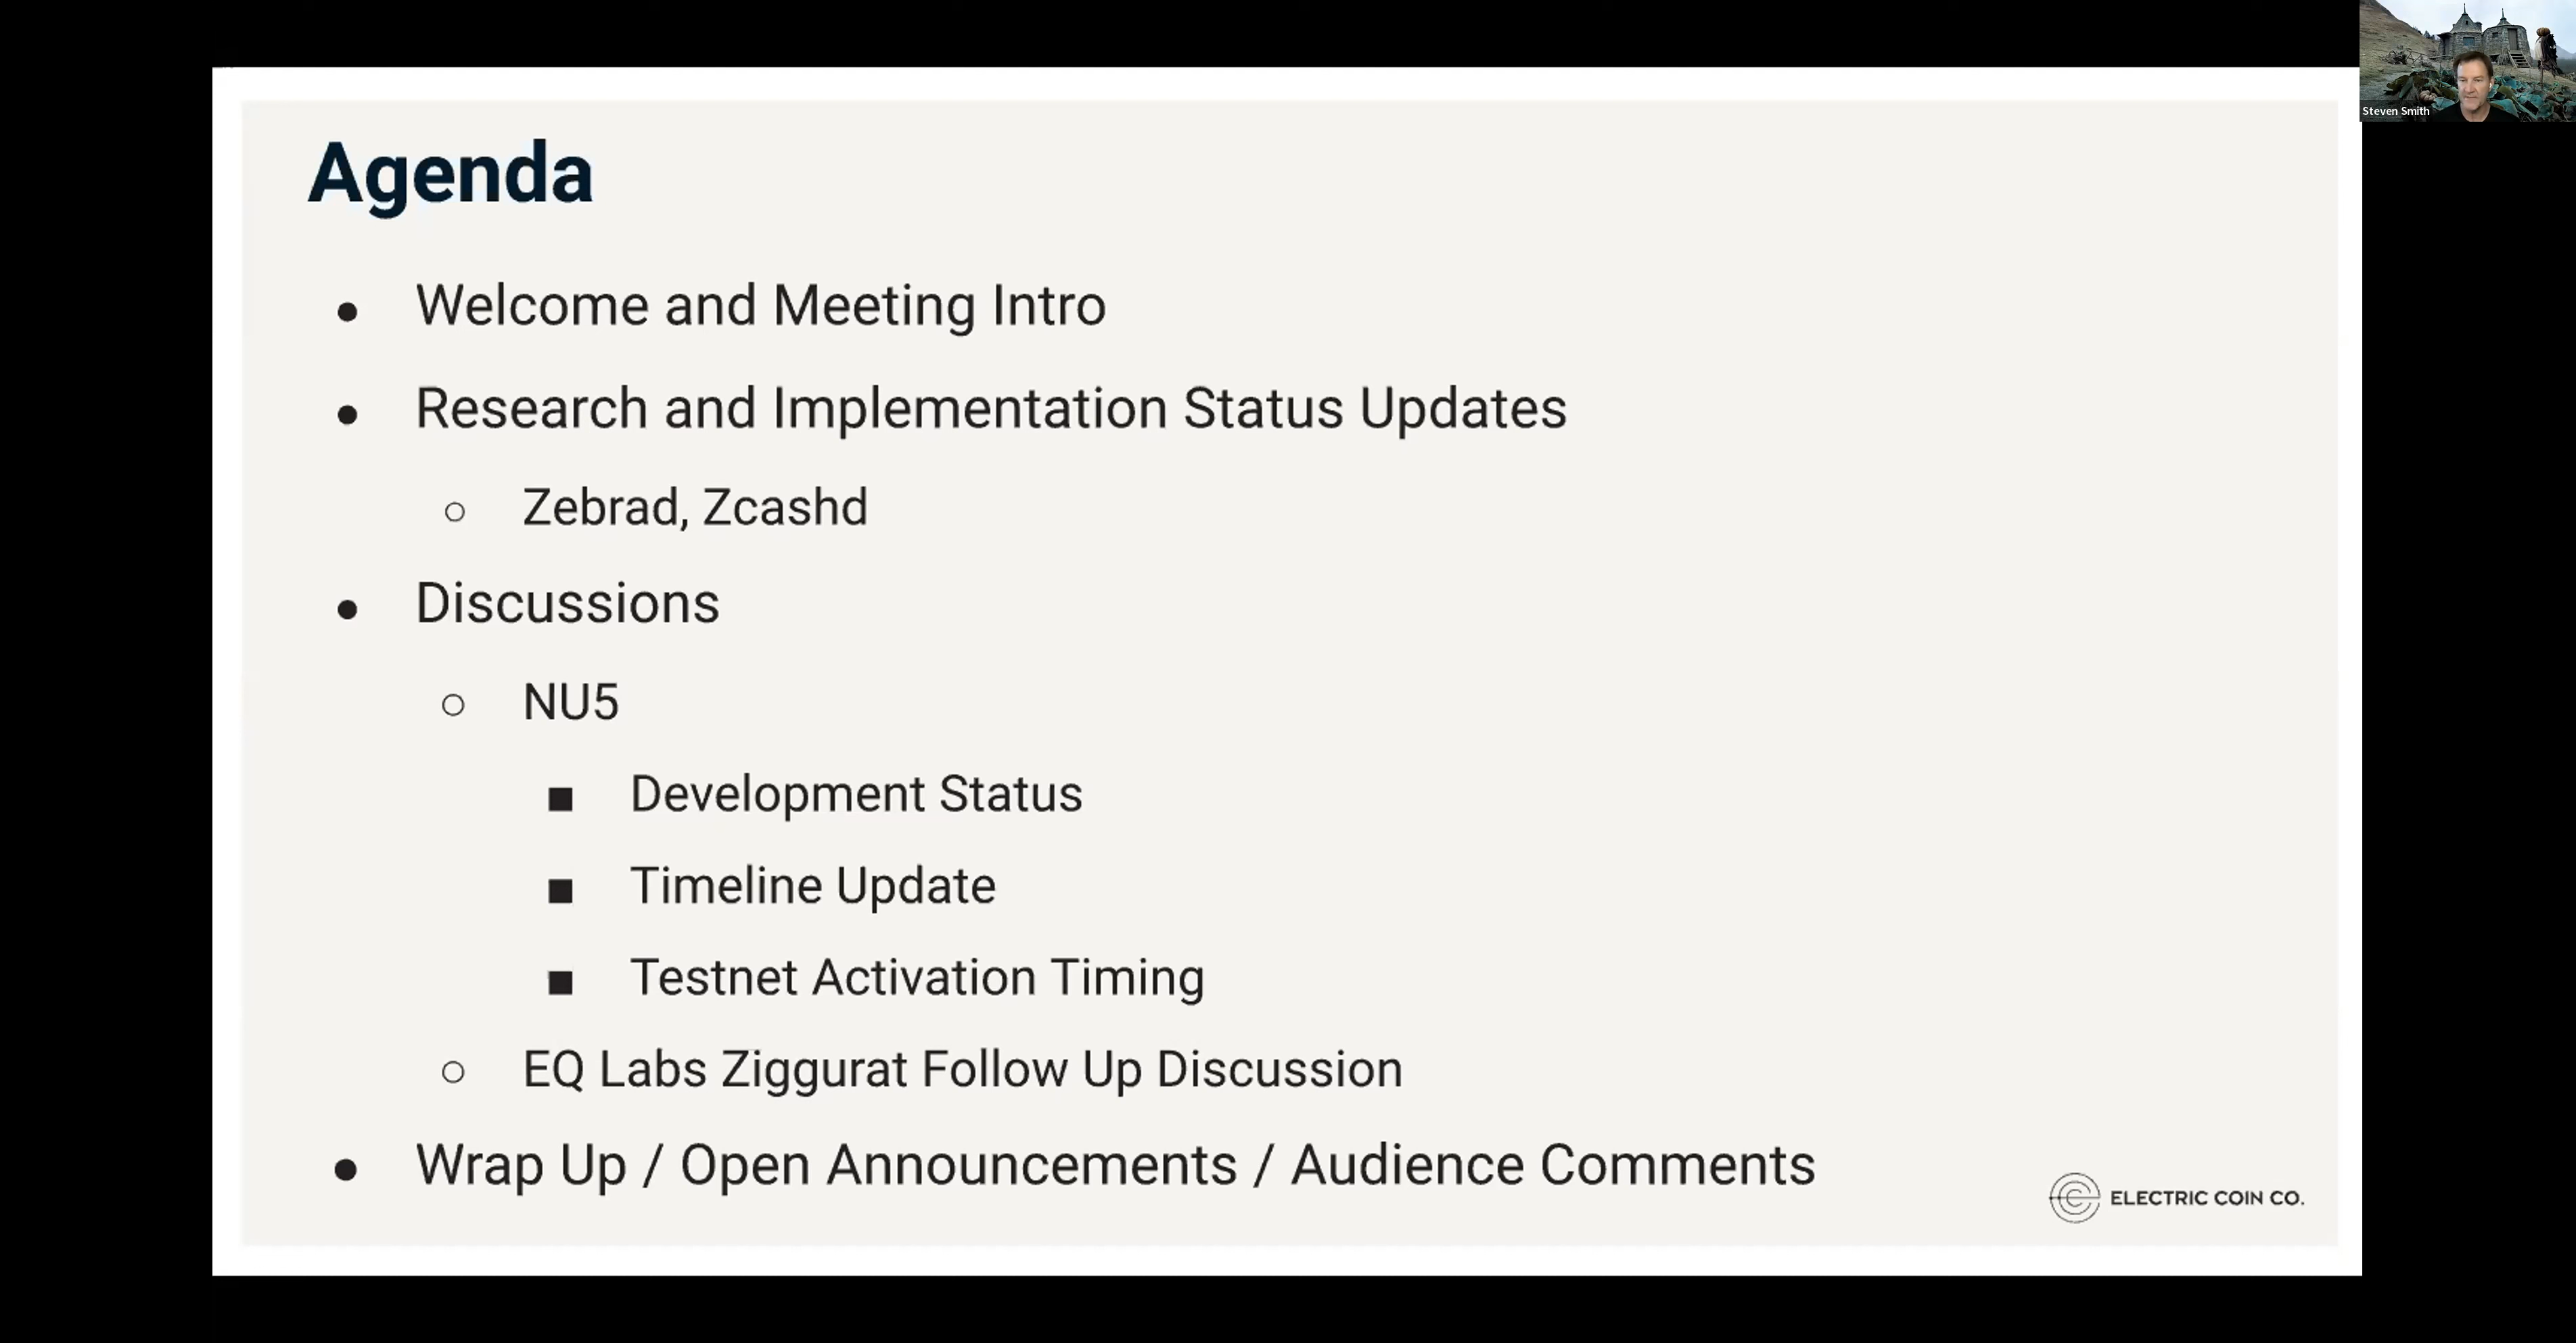 Steven Smith
Agenda
● Welcome and Meeting Intro
● Research and Implementation Status Updates
○ Zebrad, Zcashd
● Discussions
○ NU5
■ Development Status
■ Timeline Update
■ Testnet Activation Timing
○ EQ Labs Ziggurat Follow Up Discussion
● Wrap Up / Open Announcements / Audience Comments
ELECTRIC COIN CO.